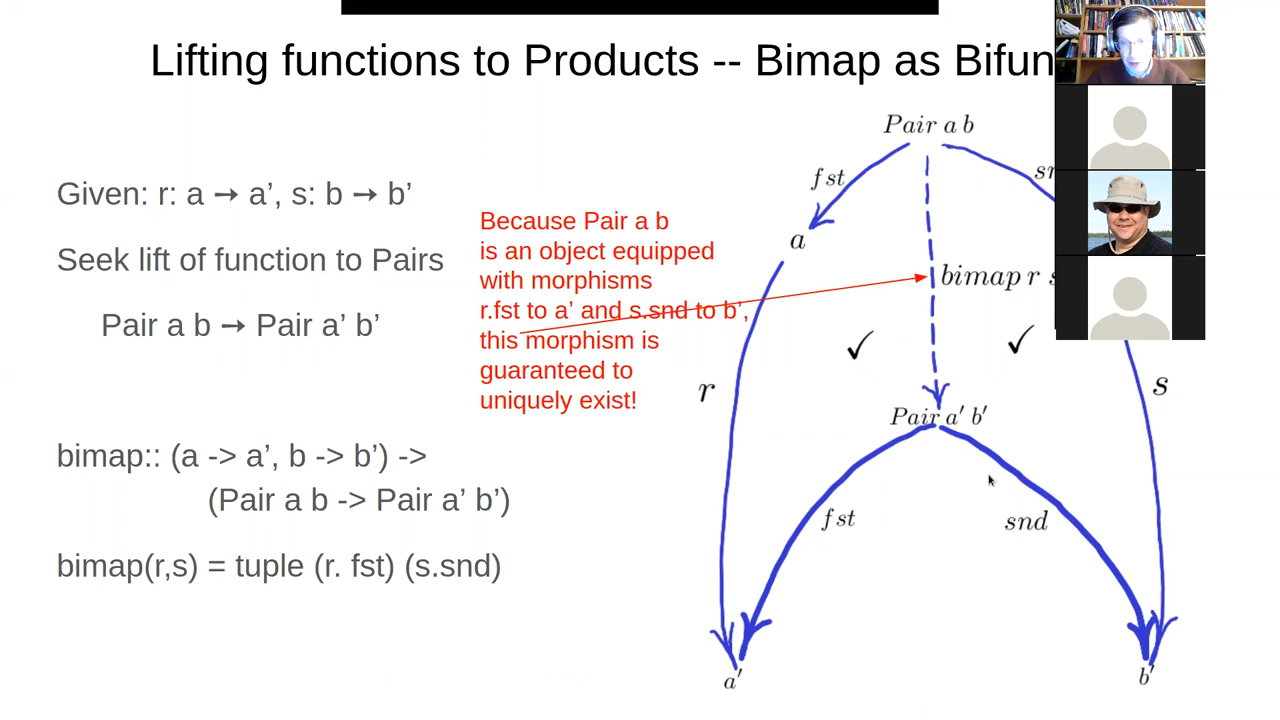 Lifting functions to Products -- Bimap as Bifun
Given: r: a → a’, s: b → b’
Seek lift of function to Pairs
Pair a b → Pair a’ b’
bimap:: (a -> a’, b -> b’) ->
(Pair a b -> Pair a’ b’)
bimap(r,s) = tuple (r. fst) (s.snd)
Because Pair a b
is an object equipped
with morphisms
r.fst to a’ and s.snd to b’,
this morphism is
guaranteed to
uniquely exist!
Pair a b
fst
a
bimap r
✓ ✓
r
s
Pair a′ b′
fst
snd
a′
b′